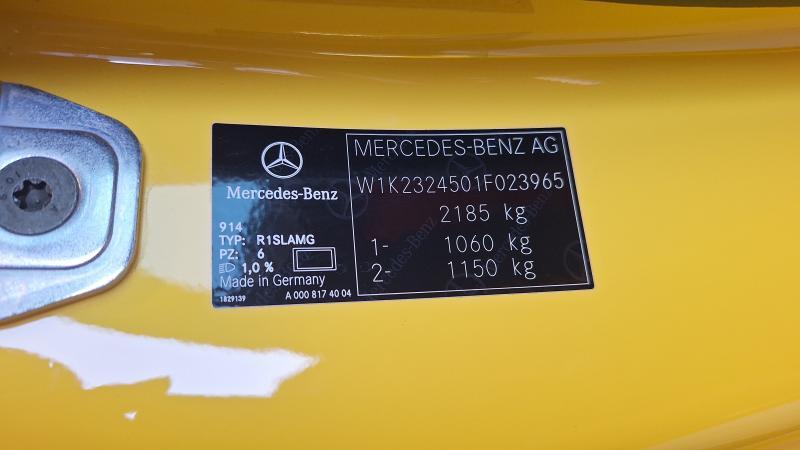 Mercedes-Benz
914
TYP: R1SLAMG
PZ: 6
1,0 %
Made in Germany
1829139 A 000 817 40 04
MERCEDES-BENZ AG
W1K2324501F023965
2185 kg
1- 1060 kg
2- 1150 kg